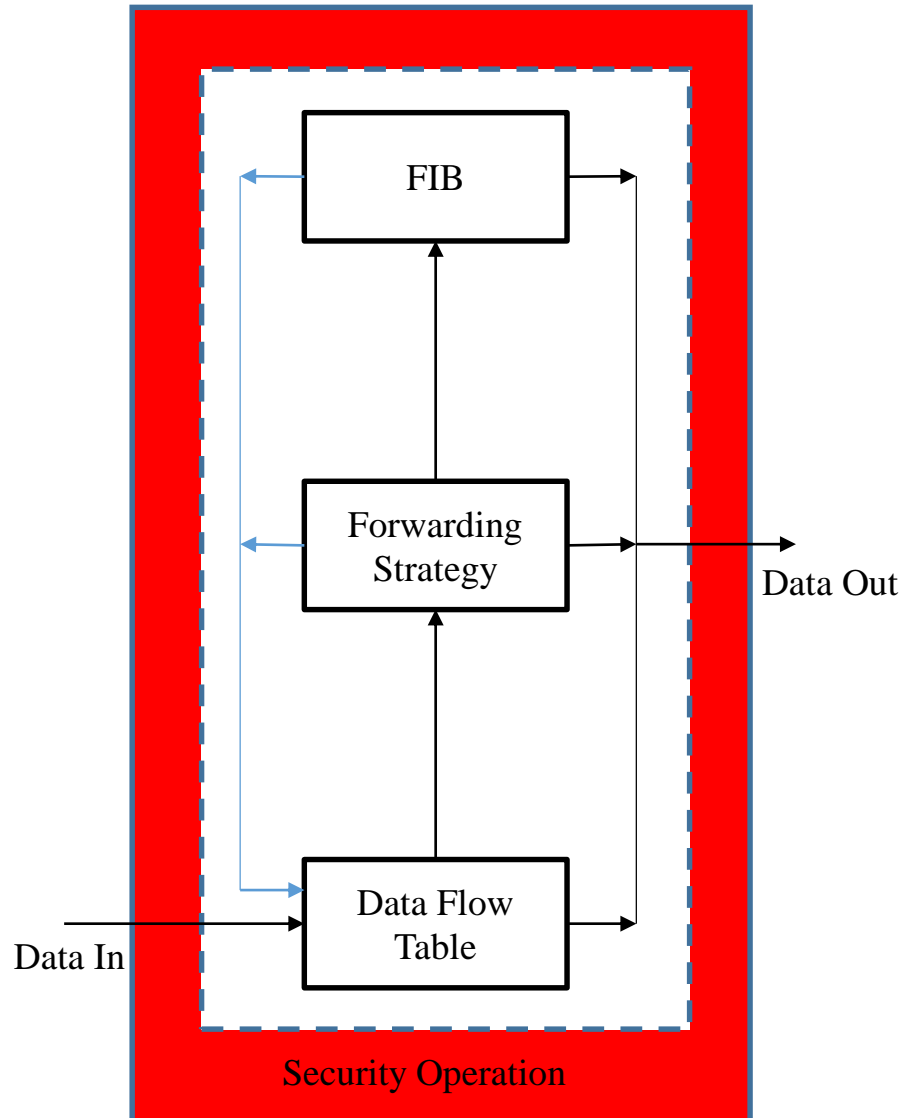 FIB
Forwarding
Strategy
Data Out
Data Flow
Table
Data In
Security Operation